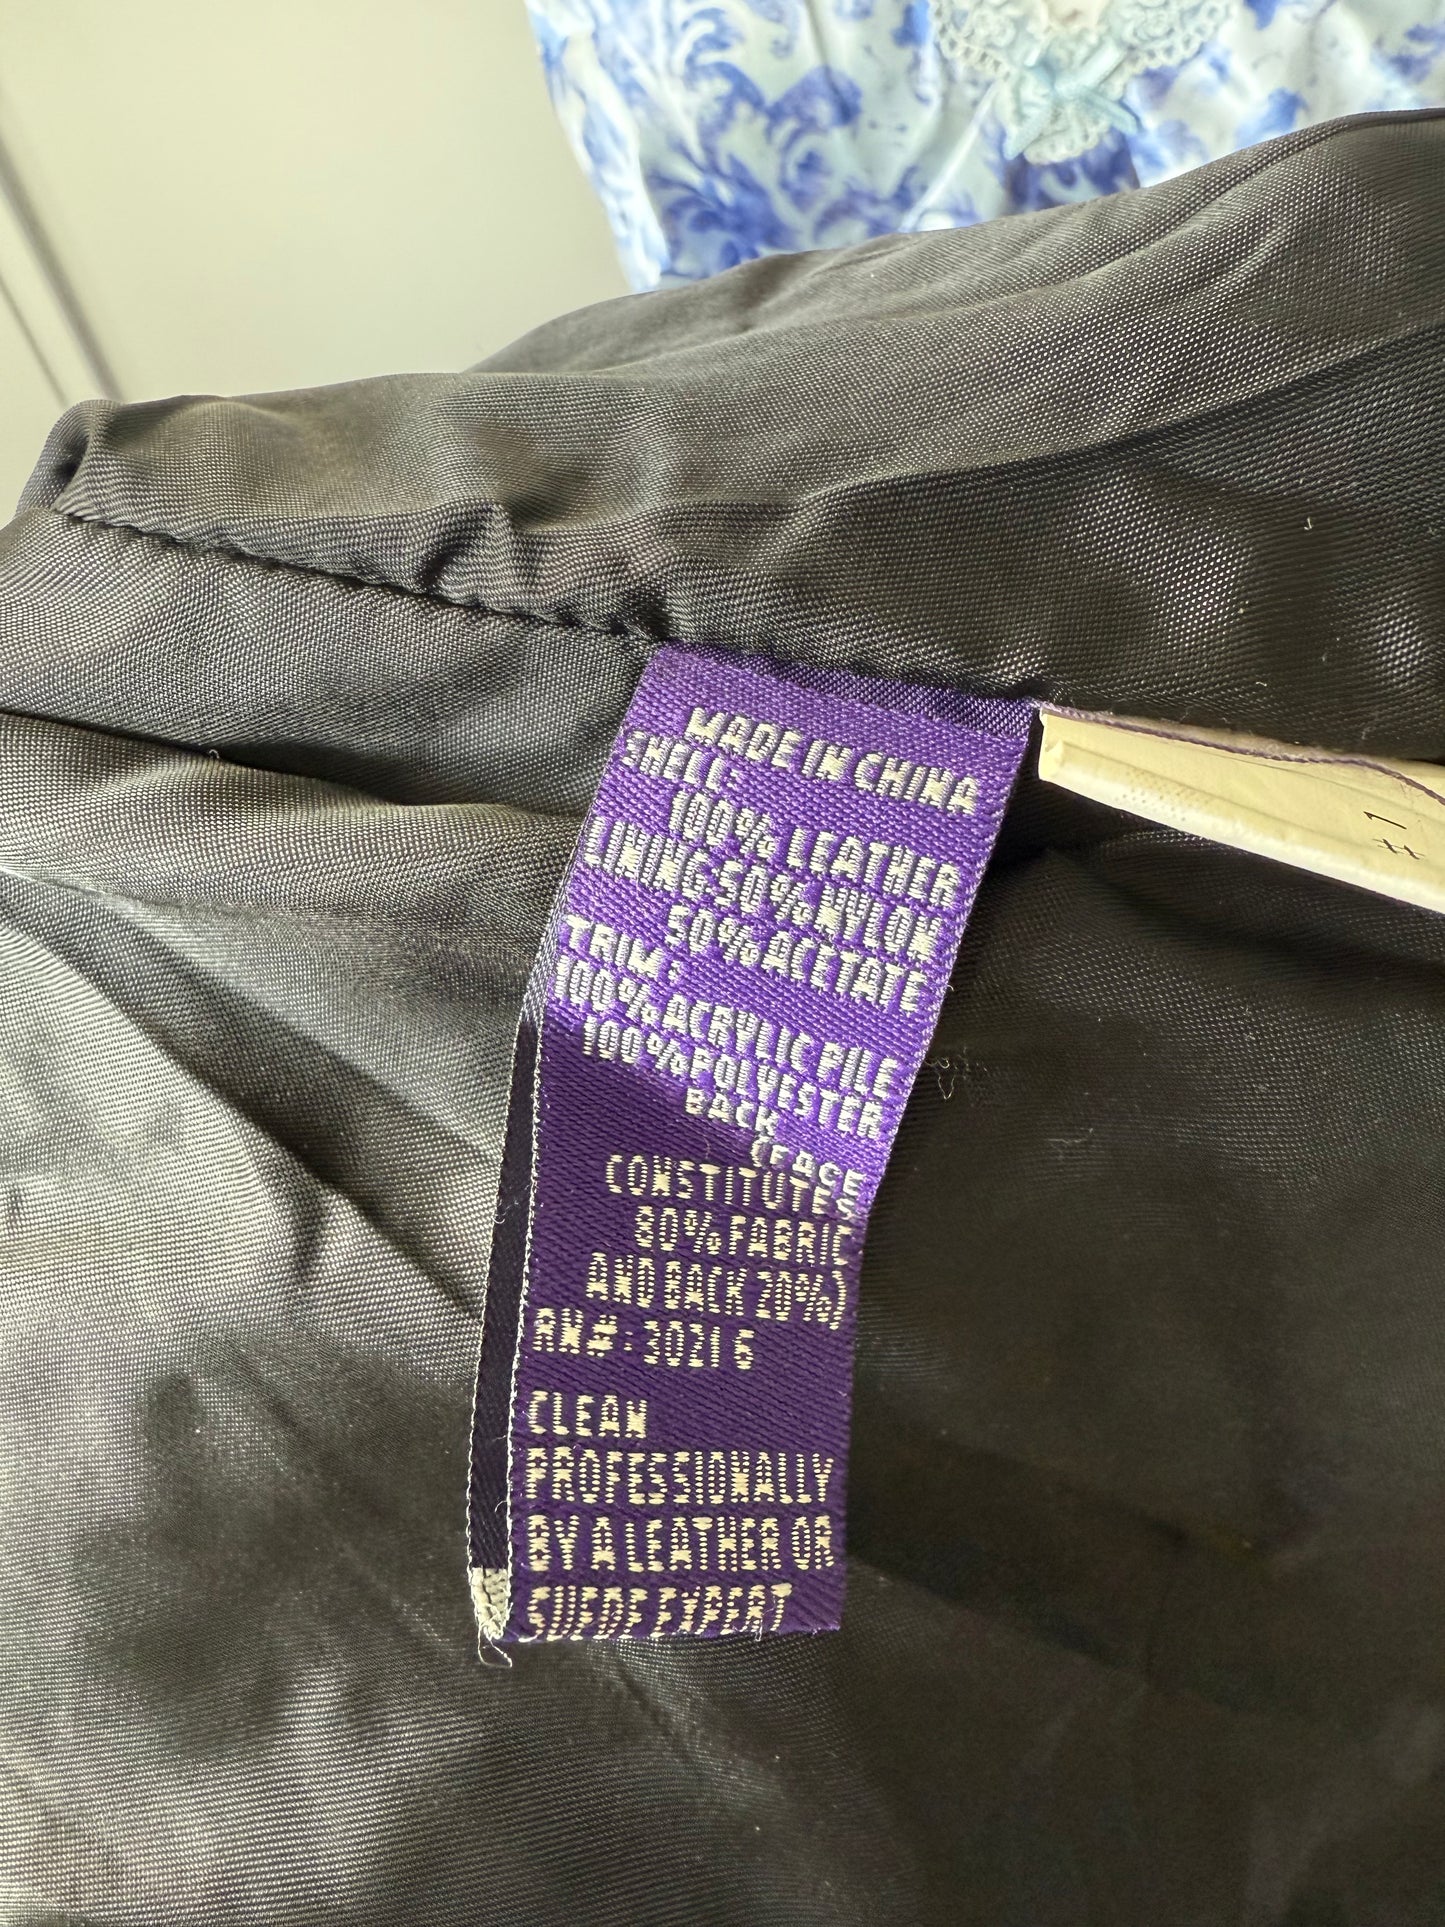 MADE IN CHINA
SHELL:
100% LEATHER
LINING:50% NYLON
50% ACETATE
TRIM:
100% ACRYLIC PILE
100% POLYESTER
BACK
(FACE
CONSTITUTES
80% FABRIC
AND BACK 20%)
RN#: 30216
CLEAN
PROFESSIONALLY
BY A LEATHER OR
SUEDE EXPERT
#1